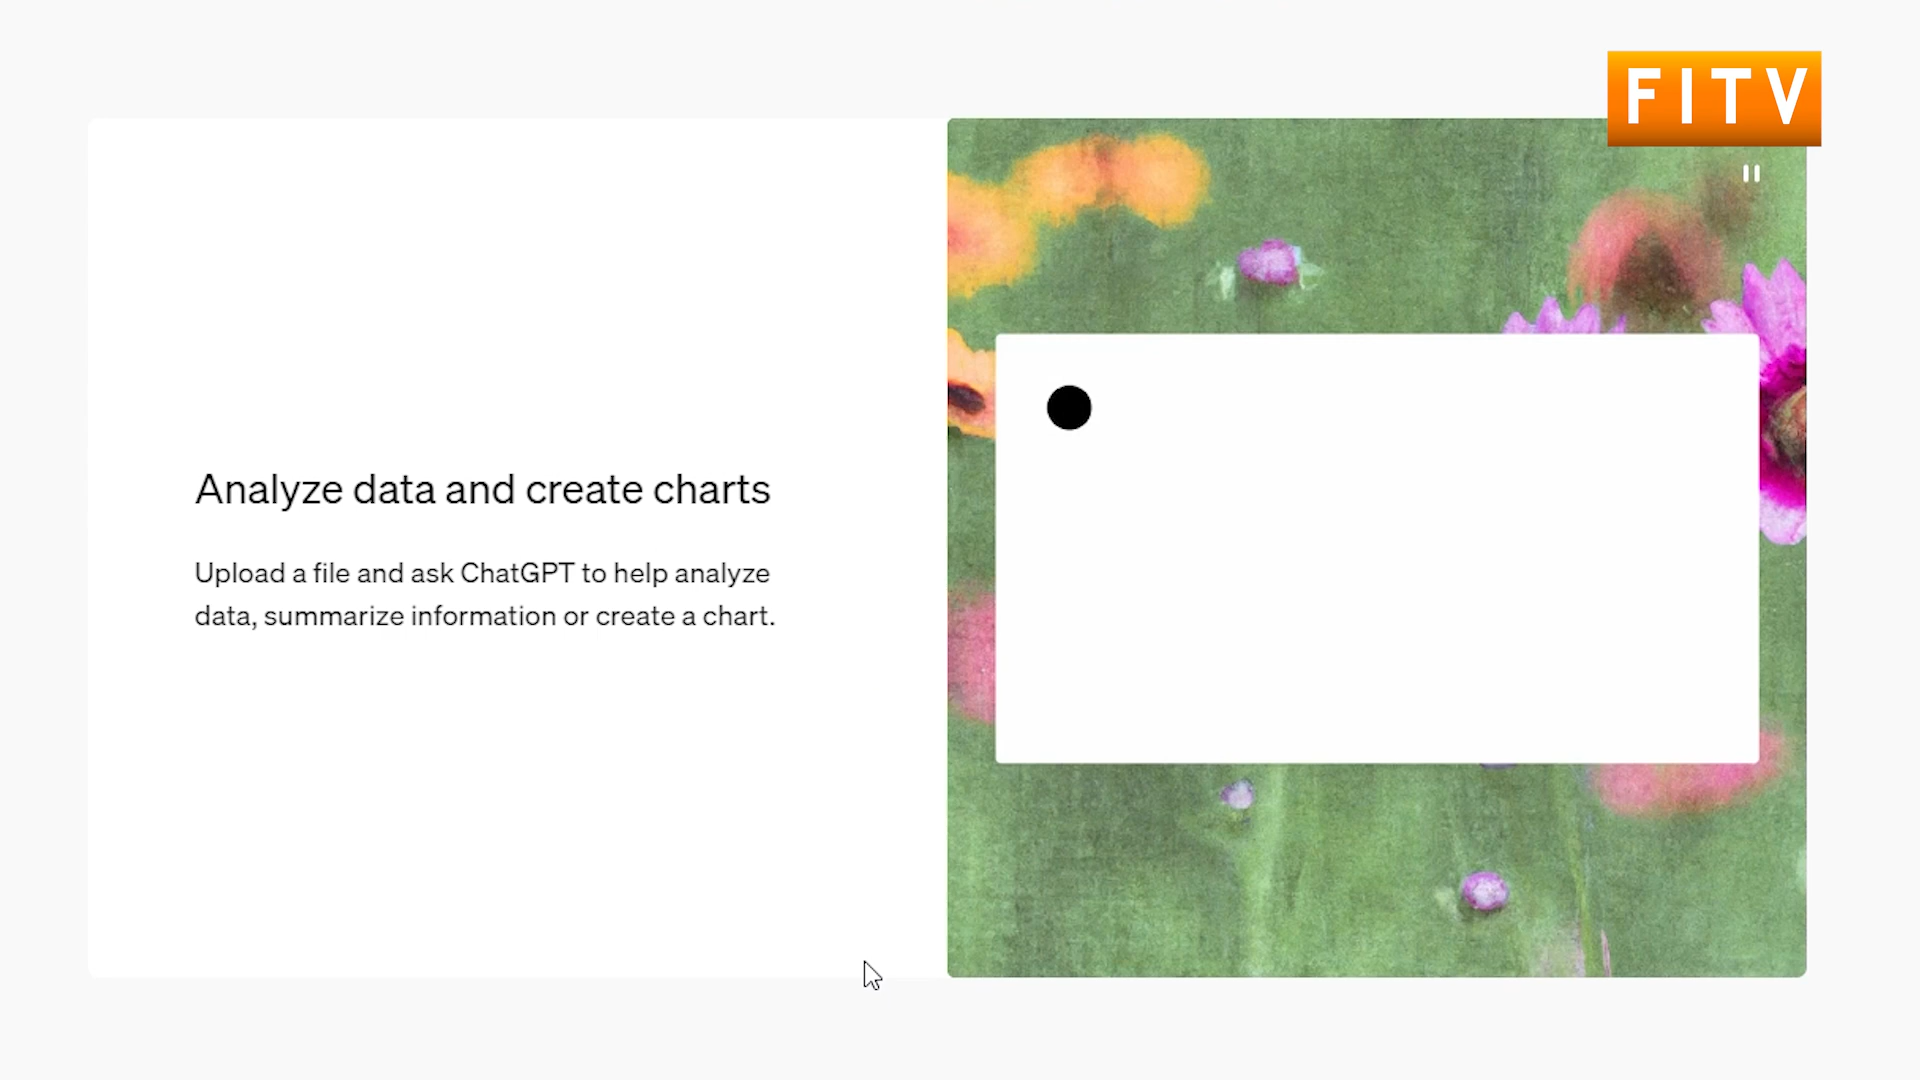 FITV
Analyze data and create charts
Upload a file and ask ChatGPT to help analyze
data, summarize information or create a chart.